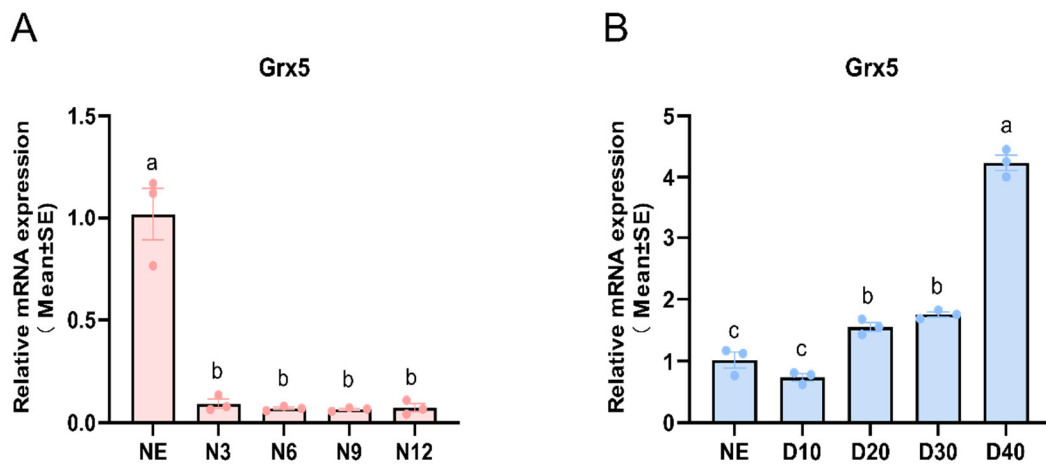 A
Grx5
Relative mRNA expression
( Mean±SE)
1.5
1.0
0.5
0.0
a
b
b
b
b
NE N3 N6 N9 N12
B
Grx5
Relative mRNA expression
( Mean±SE)
5
4
3
2
1
0
c
c
b
b
a
NE D10 D20 D30 D40